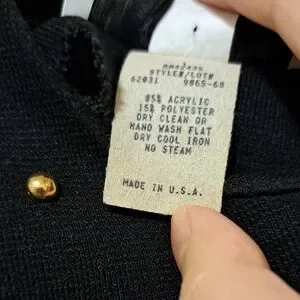 STYLE#/LOT#
62031 9865-68
85% ACRYLIC
15% POLYESTER
DRY CLEAN OR
HAND WASH FLAT
DRY COOL IRON
NO STEAM
MADE IN U.S.A.